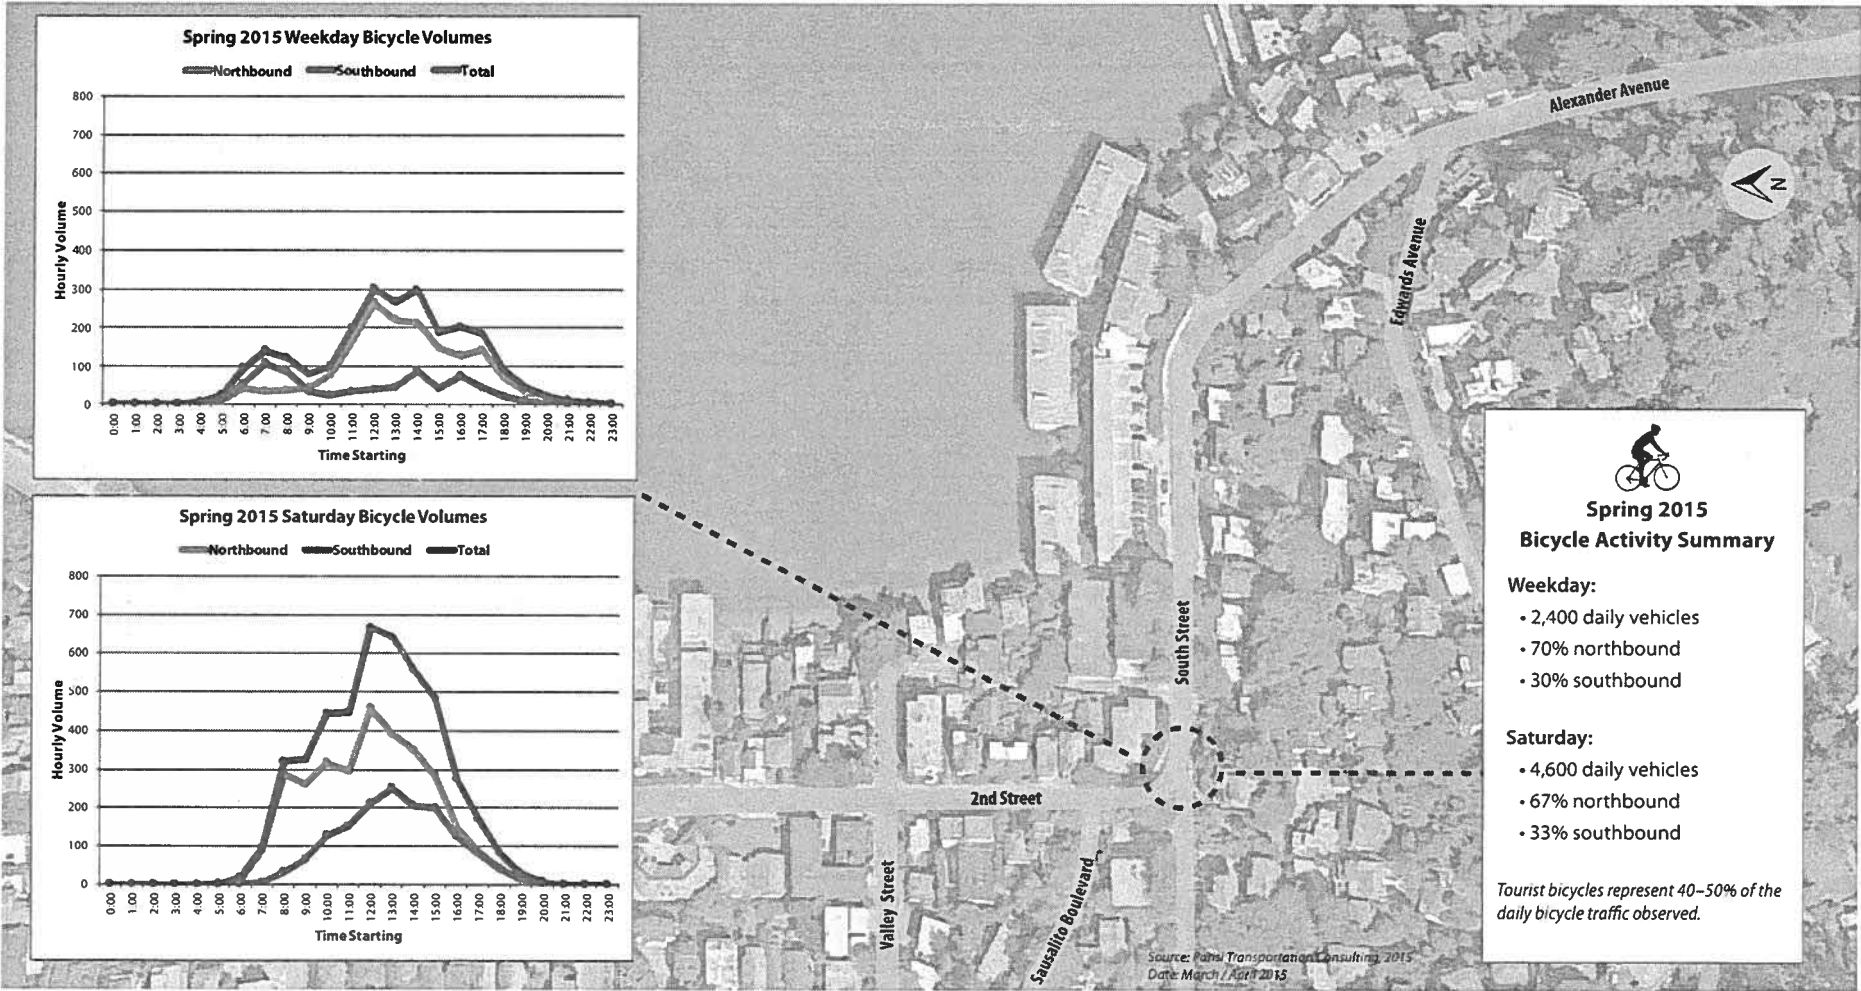 Spring 2015 Weekday Bicycle Volumes
Northbound Southbound Total
800
700
600
500
400
300
200
100
0
Hourly Volume
0:00 1:00 2:00 3:00 4:00 5:00 6:00 7:00 8:00 9:00 10:00 11:00 12:00 13:00 14:00 15:00 16:00 17:00 18:00 19:00 20:00 21:00 22:00 23:00
Time Starting
Spring 2015 Saturday Bicycle Volumes
Northbound Southbound Total
800
700
600
500
400
300
200
100
0
Hourly Volume
0:00 1:00 2:00 3:00 4:00 5:00 6:00 7:00 8:00 9:00 10:00 11:00 12:00 13:00 14:00 15:00 16:00 17:00 18:00 19:00 20:00 21:00 22:00 23:00
Time Starting
Alexander Avenue
N
Edwards Avenue
South Street
2nd Street
Valley Street
Sausalito Boulevard
Source: Parisi Transportation Consulting, 2015
Date: March / April 2015
Spring 2015
Bicycle Activity Summary
Weekday:
• 2,400 daily vehicles
• 70% northbound
• 30% southbound
Saturday:
• 4,600 daily vehicles
• 67% northbound
• 33% southbound
Tourist bicycles represent 40–50% of the
daily bicycle traffic observed.